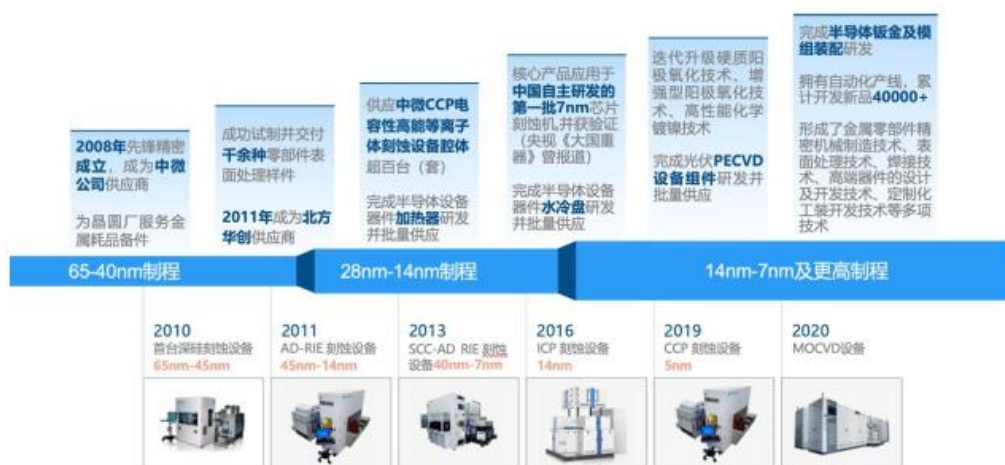 2008年先锋精密
成立，成为中微
公司供应商
为晶圆厂服务金
属耗品备件
成功试制并交付
千余种零部件表
面处理样件
2011年成为北方
华创供应商
供应中微CCP电
容性高能等离子
体刻蚀设备腔体
超百台（套）
完成半导体设备
器件加热器研发
并批量供应
核心产品应用于
中国自主研发的
第一批7nm芯片
刻蚀机,并获验证
（央视《大国重
器》曾报道）
完成半导体设备
器件水冷盘研发
并批量供应
迭代升级硬质阳
极氧化技术、增
强型阳极氧化技
术、高性能化学
镀镍技术
完成光伏PECVD
设备组件研发并
批量供应
完成半导体钣金及模
组装配研发
拥有自动化产线，累
计开发新品40000+
形成了金属零部件精
密机械制造技术、表
面处理技术、焊接技
术、高端器件的设计
及开发技术、定制化
工装开发技术等多项
技术
65-40nm制程
28nm-14nm制程
14nm-7nm及更高制程
2010
首台深硅刻蚀设备
65nm-45nm
2011
AD-RIE 刻蚀设备
45nm-14nm
2013
SCC-AD RIE 刻蚀
设备40nm-7nm
2016
ICP 刻蚀设备
14nm
2019
CCP 刻蚀设备
5nm
2020
MOCVD设备